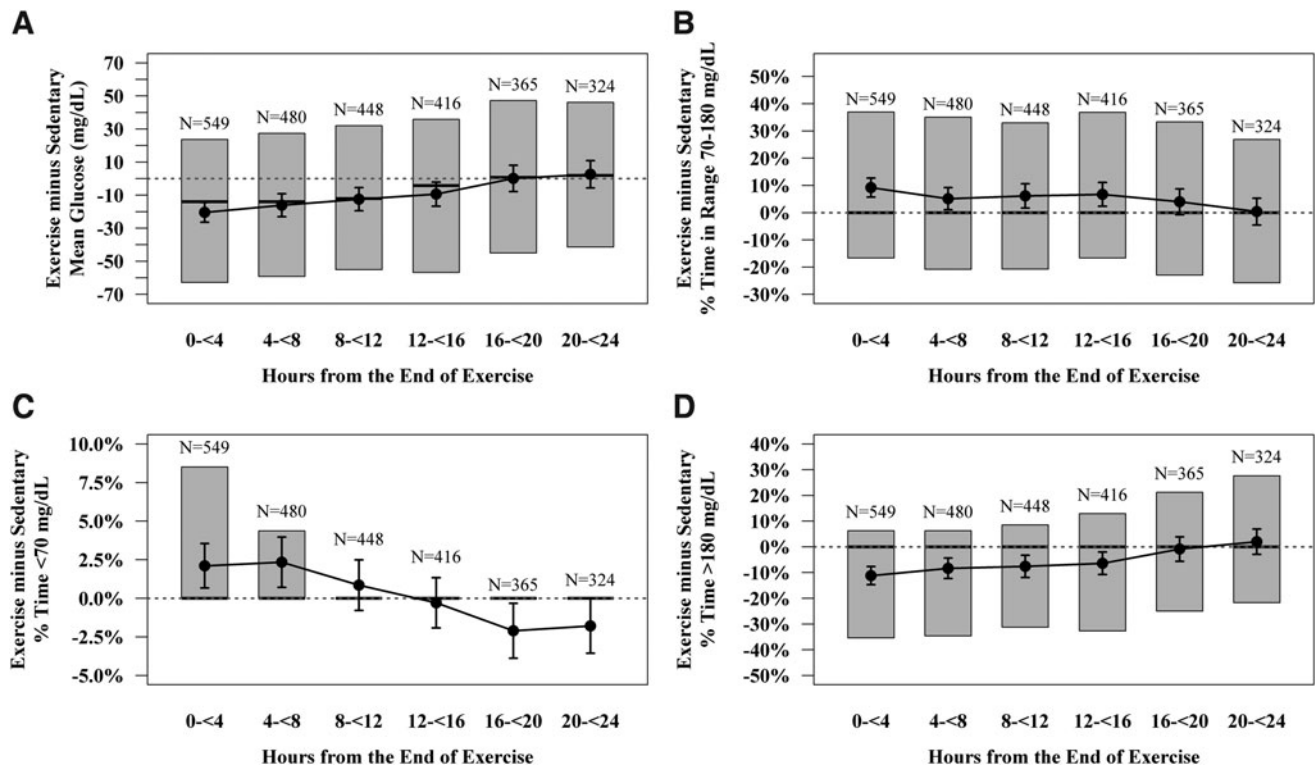 A
Exercise minus Sedentary
Mean Glucose (mg/dL)
70
50
30
10
-10
-30
-50
-70
N=549
N=480
N=448
N=416
N=365
N=324
0-<4
4-<8
8-<12
12-<16
16-<20
20-<24
Hours from the End of Exercise
B
Exercise minus Sedentary
% Time in Range 70-180 mg/dL
50%
40%
30%
20%
10%
0%
-10%
-20%
-30%
N=549
N=480
N=448
N=416
N=365
N=324
0-<4
4-<8
8-<12
12-<16
16-<20
20-<24
Hours from the End of Exercise
C
Exercise minus Sedentary
% Time <70 mg/dL
10.0%
7.5%
5.0%
2.5%
0.0%
-2.5%
-5.0%
N=549
N=480
N=448
N=416
N=365
N=324
0-<4
4-<8
8-<12
12-<16
16-<20
20-<24
Hours from the End of Exercise
D
Exercise minus Sedentary
% Time >180 mg/dL
40%
30%
20%
10%
0%
-10%
-20%
-30%
-40%
-50%
N=549
N=480
N=448
N=416
N=365
N=324
0-<4
4-<8
8-<12
12-<16
16-<20
20-<24
Hours from the End of Exercise